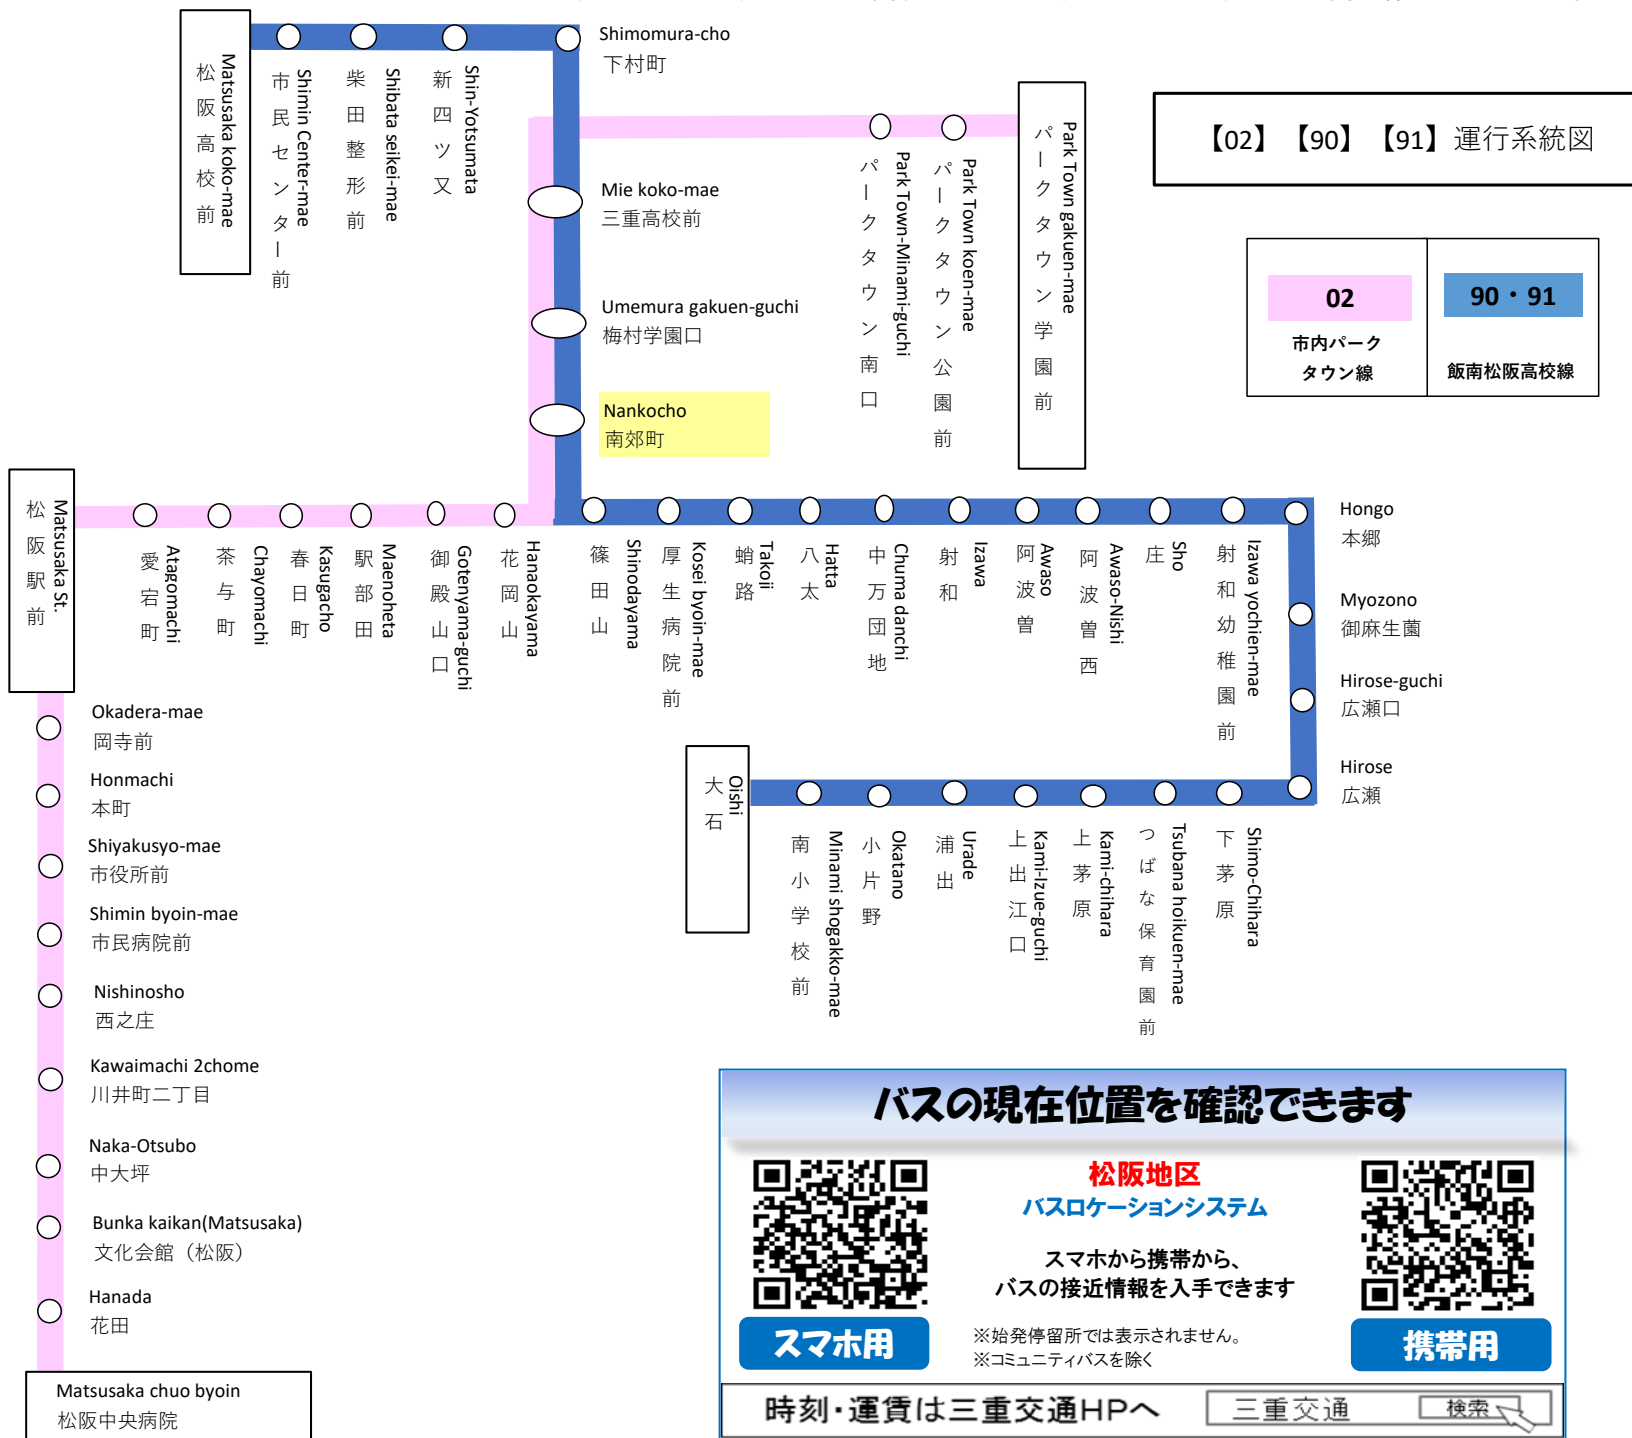 Shimomura-cho
下村町
Matsusaka koko-mae
松阪高校前
Shimin Center-mae
市民センター前
Shibata seikei-mae
柴田整形前
Shin-Yotsumata
新四ツ又
Park Town-Minami-guchi
パークタウン南口
Park Town koen-mae
パークタウン公園前
Park Town gakuen-mae
パークタウン学園前
【02】【90】【91】運行系統図
02
90・91
市内パーク
タウン線
飯南松阪高校線
Mie koko-mae
三重高校前
Umemura gakuen-guchi
梅村学園口
Nankocho
南郊町
Matsusaka St.
松阪駅前
Atagomachi
愛宕町
Chayomachi
茶与町
Kasugacho
春日町
Maenoheta
駅部田
Gotenyama-guchi
御殿山口
Hanaokayama
花岡山
Shinodayama
篠田山
Kosei byoin-mae
厚生病院前
Takoji
蛸路
Hatta
八太
Chuma danchi
中万団地
Izawa
射和
Awaso
阿波曽
Awaso-Nishi
阿波曽西
Sho
庄
Izawa yochien-mae
射和幼稚園前
Hongo
本郷
Myozono
御麻生薗
Hirose-guchi
広瀬口
Hirose
広瀬
Oishi
大石
Minami shogakko-mae
南小学校前
Okatano
小片野
Urade
浦出
Kami-Izue-guchi
上出江口
Kami-chihara
上茅原
Tsubana hoikuen-mae
つばな保育園前
Shimo-Chihara
下茅原
Okadera-mae
岡寺前
Honmachi
本町
Shiyakusyo-mae
市役所前
Shimin byoin-mae
市民病院前
Nishinosho
西之庄
Kawaimachi 2chome
川井町二丁目
Naka-Otsubo
中大坪
Bunka kaikan(Matsusaka)
文化会館（松阪）
Hanada
花田
Matsusaka chuo byoin
松阪中央病院
バスの現在位置を確認できます
松阪地区
バスロケーションシステム
スマホから携帯から、
バスの接近情報を入手できます
スマホ用
※始発停留所では表示されません。
※コミュニティバスを除く
携帯用
時刻・運賃は三重交通HPへ
三重交通
検索